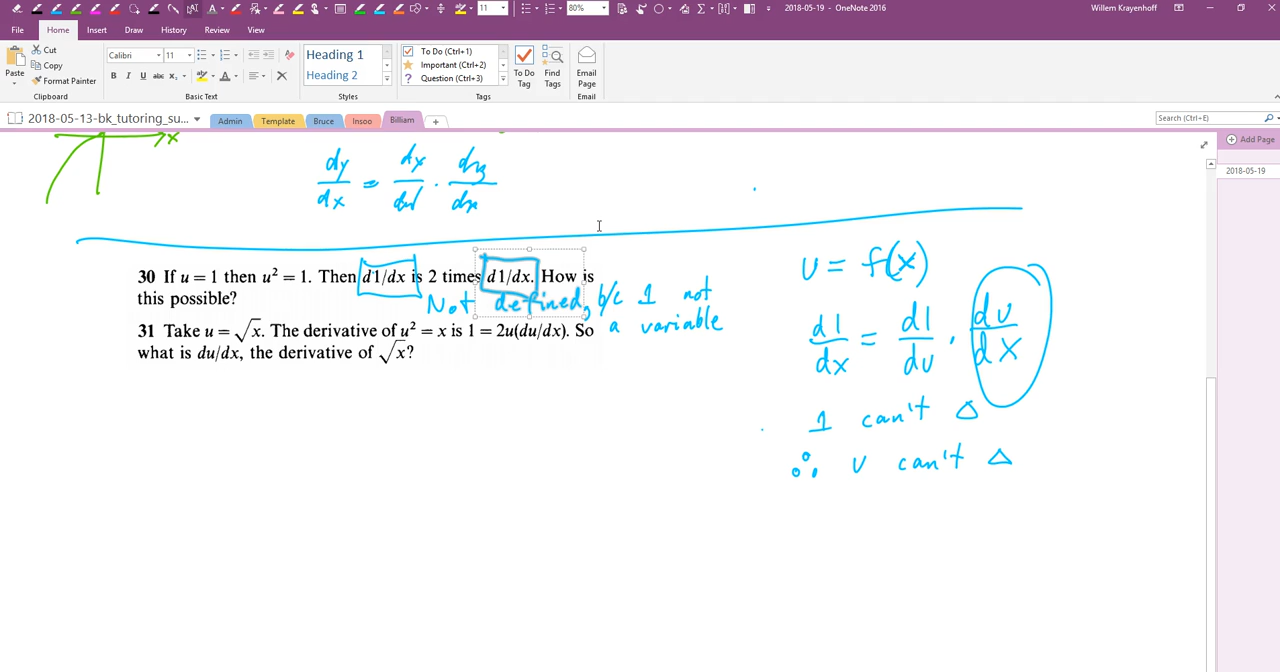 11
80%
2018-05-19 - OneNote 2016
Willem Krayenhoff
File Home Insert Draw History Review View
Paste
Cut
Copy
Format Painter
Clipboard
Calibri 11
B I U abc x₂ A
Basic Text
Heading 1
Heading 2
Styles
To Do (Ctrl+1)
Important (Ctrl+2)
Question (Ctrl+3)
To Do Tag
Find Tags
Tags
Email Page
Email
2018-05-13-bk_tutoring_su...
Admin Template Bruce Insoo Billiam
Search (Ctrl+E)
Add Page
2018-05-19
x
30 If u = 1 then u² = 1. Then d1/dx is 2 times d1/dx. How is
this possible?
Not defined, b/c 1 not
a variable
31 Take u = √x. The derivative of u² = x is 1 = 2u(du/dx). So
what is du/dx, the derivative of √x?
u = f(x)
d1/dx = d1/du · du/dx
1 can't Δ
∴ u can't Δ